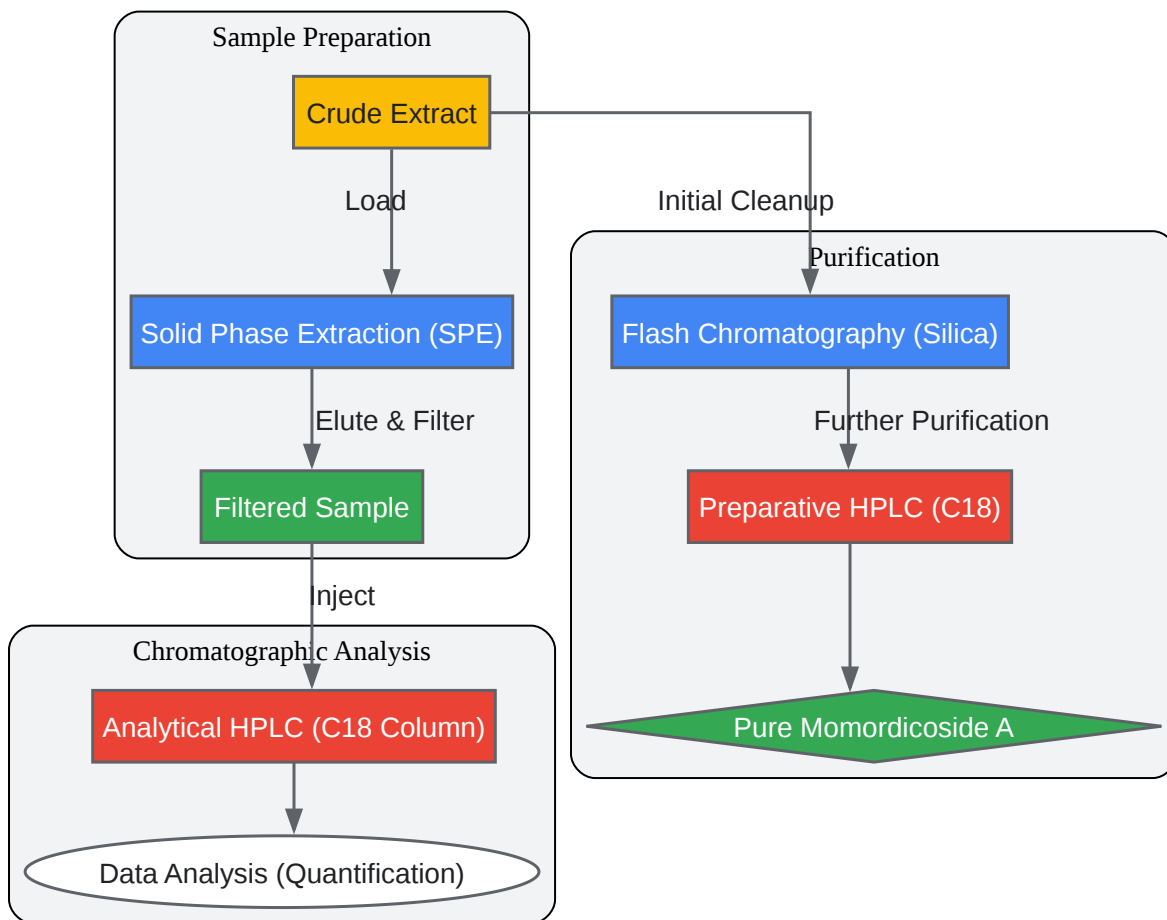 Sample Preparation
Crude Extract
Load
Initial Cleanup
Purification
Solid Phase Extraction (SPE)
Flash Chromatography (Silica)
Elute & Filter
Further Purification
Filtered Sample
Preparative HPLC (C18)
Inject
Chromatographic Analysis
Analytical HPLC (C18 Column)
Pure Momordicoside A
Data Analysis (Quantification)